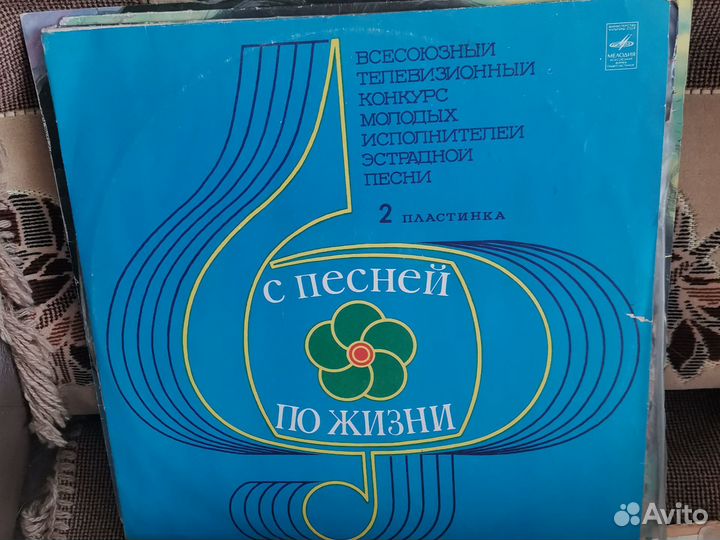 ВСЕСОЮЗНЫЙ
ТЕЛЕВИЗИОННЫЙ
КОНКУРС
МОЛОДЫХ
ИСПОЛНИТЕЛЕЙ
ЭСТРАДНОЙ
ПЕСНИ
2 ПЛАСТИНКА
МЕЛОДИЯ
С ПЕСНЕЙ
ПО ЖИЗНИ
Avito